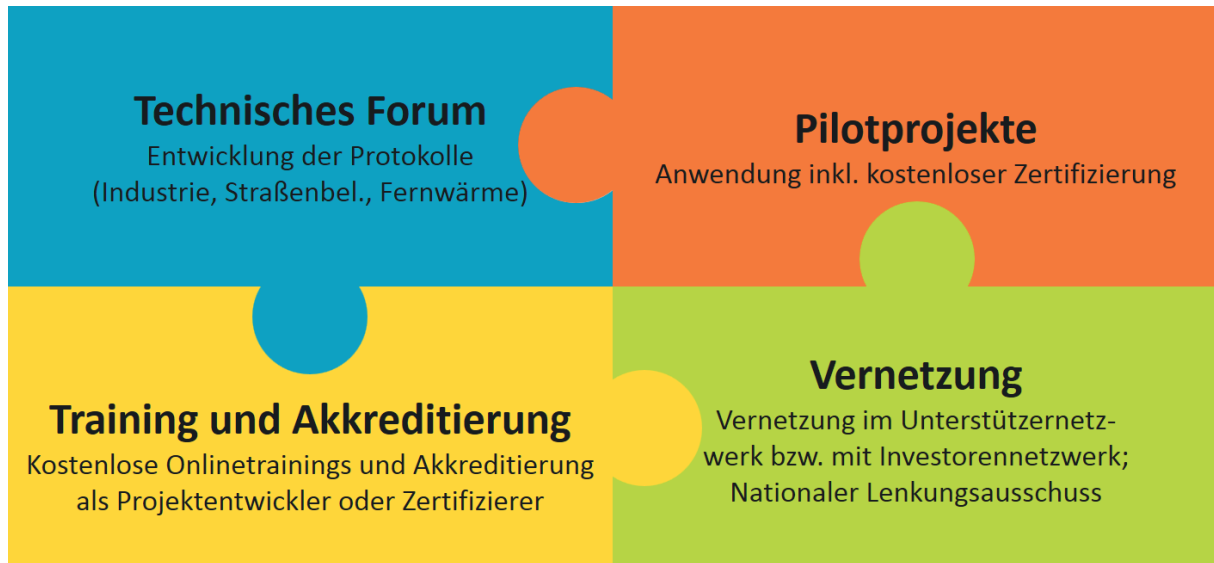 Technisches Forum
Entwicklung der Protokolle
(Industrie, Straßenbel., Fernwärme)
Pilotprojekte
Anwendung inkl. kostenloser Zertifizierung
Training und Akkreditierung
Kostenlose Onlinetrainings und Akkreditierung
als Projektentwickler oder Zertifizierer
Vernetzung
Vernetzung im Unterstützernetz-
werk bzw. mit Investorennetzwerk;
Nationaler Lenkungsausschuss